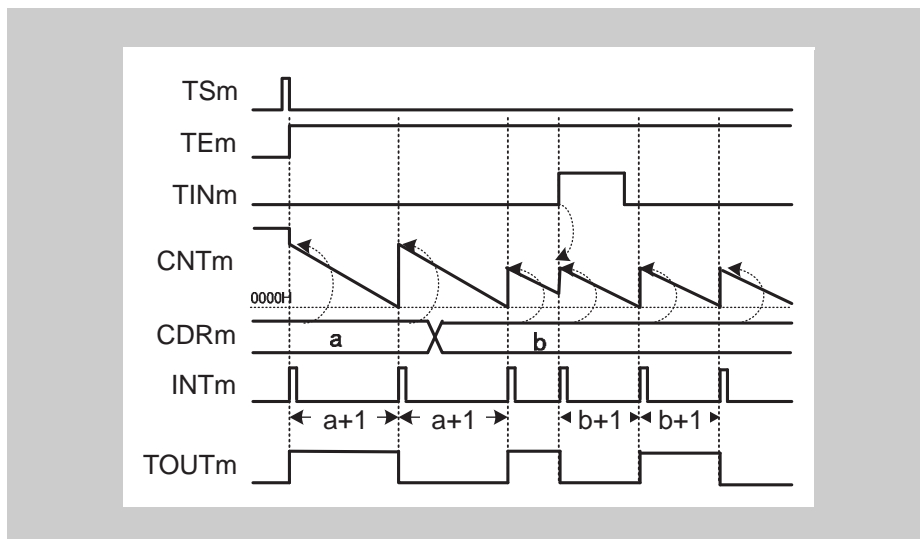 TSm
TEm
TINm
CNTm
0000H
CDRm
a
b
INTm
a+1
a+1
b+1
b+1
TOUTm